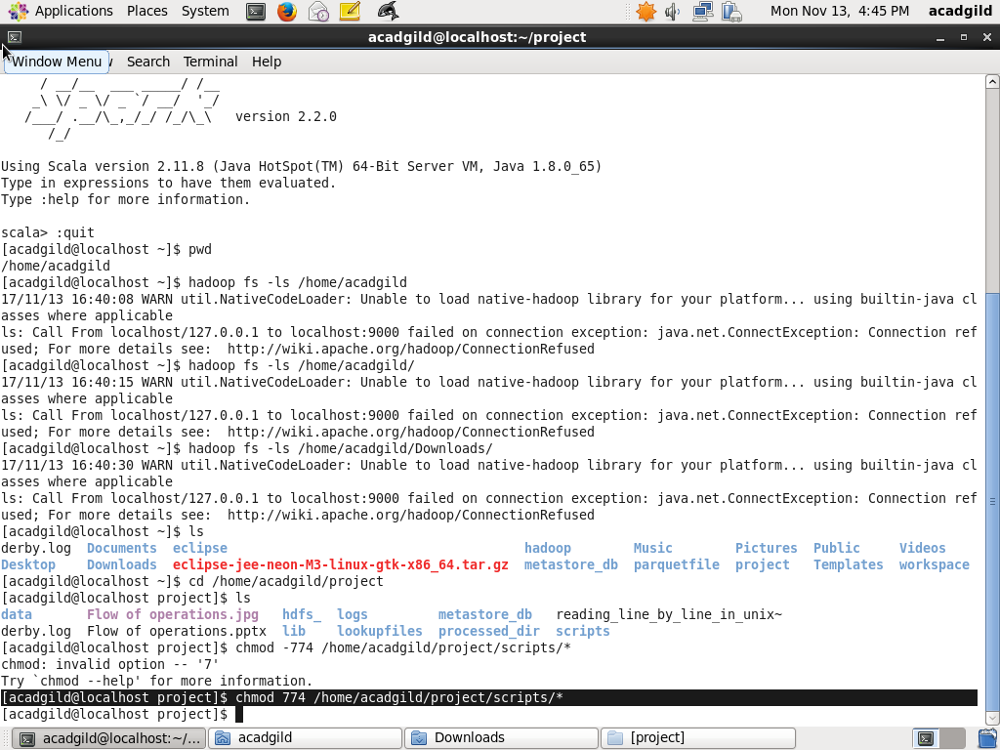 Applications Places System Mon Nov 13, 4:45 PM acadgild
acadgild@localhost:~/project
Window Menu Search Terminal Help
    / __/__  ___ _____/ /__
    _\ \/ _ \/ _ `/ __/  '_/
   /___/ .__/\_,_/_/ /_/\_\   version 2.2.0
      /_/
Using Scala version 2.11.8 (Java HotSpot(TM) 64-Bit Server VM, Java 1.8.0_65)
Type in expressions to have them evaluated.
Type :help for more information.
scala> :quit
[acadgild@localhost ~]$ pwd
/home/acadgild
[acadgild@localhost ~]$ hadoop fs -ls /home/acadgild
17/11/13 16:40:08 WARN util.NativeCodeLoader: Unable to load native-hadoop library for your platform... using builtin-java cl
asses where applicable
ls: Call From localhost/127.0.0.1 to localhost:9000 failed on connection exception: java.net.ConnectException: Connection ref
used; For more details see:  http://wiki.apache.org/hadoop/ConnectionRefused
[acadgild@localhost ~]$ hadoop fs -ls /home/acadgild/
17/11/13 16:40:15 WARN util.NativeCodeLoader: Unable to load native-hadoop library for your platform... using builtin-java cl
asses where applicable
ls: Call From localhost/127.0.0.1 to localhost:9000 failed on connection exception: java.net.ConnectException: Connection ref
used; For more details see:  http://wiki.apache.org/hadoop/ConnectionRefused
[acadgild@localhost ~]$ hadoop fs -ls /home/acadgild/Downloads/
17/11/13 16:40:30 WARN util.NativeCodeLoader: Unable to load native-hadoop library for your platform... using builtin-java cl
asses where applicable
ls: Call From localhost/127.0.0.1 to localhost:9000 failed on connection exception: java.net.ConnectException: Connection ref
used; For more details see:  http://wiki.apache.org/hadoop/ConnectionRefused
[acadgild@localhost ~]$ ls
derby.log  Documents  eclipse  hadoop  Music  Pictures  Public  Videos
Desktop  Downloads  eclipse-jee-neon-M3-linux-gtk-x86_64.tar.gz  metastore_db  parquetfile  project  Templates  workspace
[acadgild@localhost ~]$ cd /home/acadgild/project
[acadgild@localhost project]$ ls
data  Flow of operations.jpg  hdfs_  logs  metastore_db  reading_line_by_line_in_unix~
derby.log  Flow of operations.pptx  lib  lookupfiles  processed_dir  scripts
[acadgild@localhost project]$ chmod -774 /home/acadgild/project/scripts/*
chmod: invalid option -- '7'
Try `chmod --help' for more information.
[acadgild@localhost project]$ chmod 774 /home/acadgild/project/scripts/*
[acadgild@localhost project]$
acadgild@localhost:~/... acadgild Downloads [project]